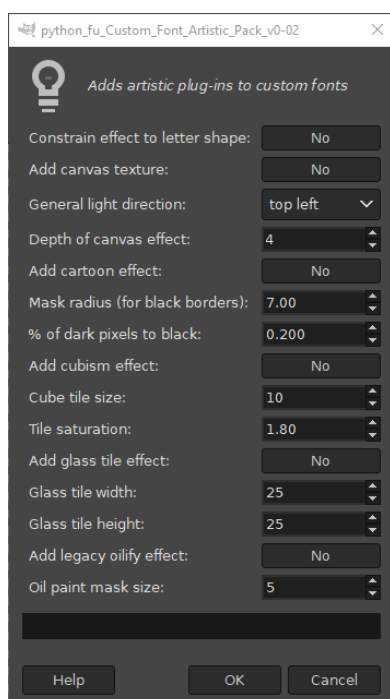 python_fu_Custom_Font_Artistic_Pack_v0-02
Adds artistic plug-ins to custom fonts
Constrain effect to letter shape: No
Add canvas texture: No
General light direction: top left
Depth of canvas effect: 4
Add cartoon effect: No
Mask radius (for black borders): 7.00
% of dark pixels to black: 0.200
Add cubism effect: No
Cube tile size: 10
Tile saturation: 1.80
Add glass tile effect: No
Glass tile width: 25
Glass tile height: 25
Add legacy oilify effect: No
Oil paint mask size: 5
Help OK Cancel